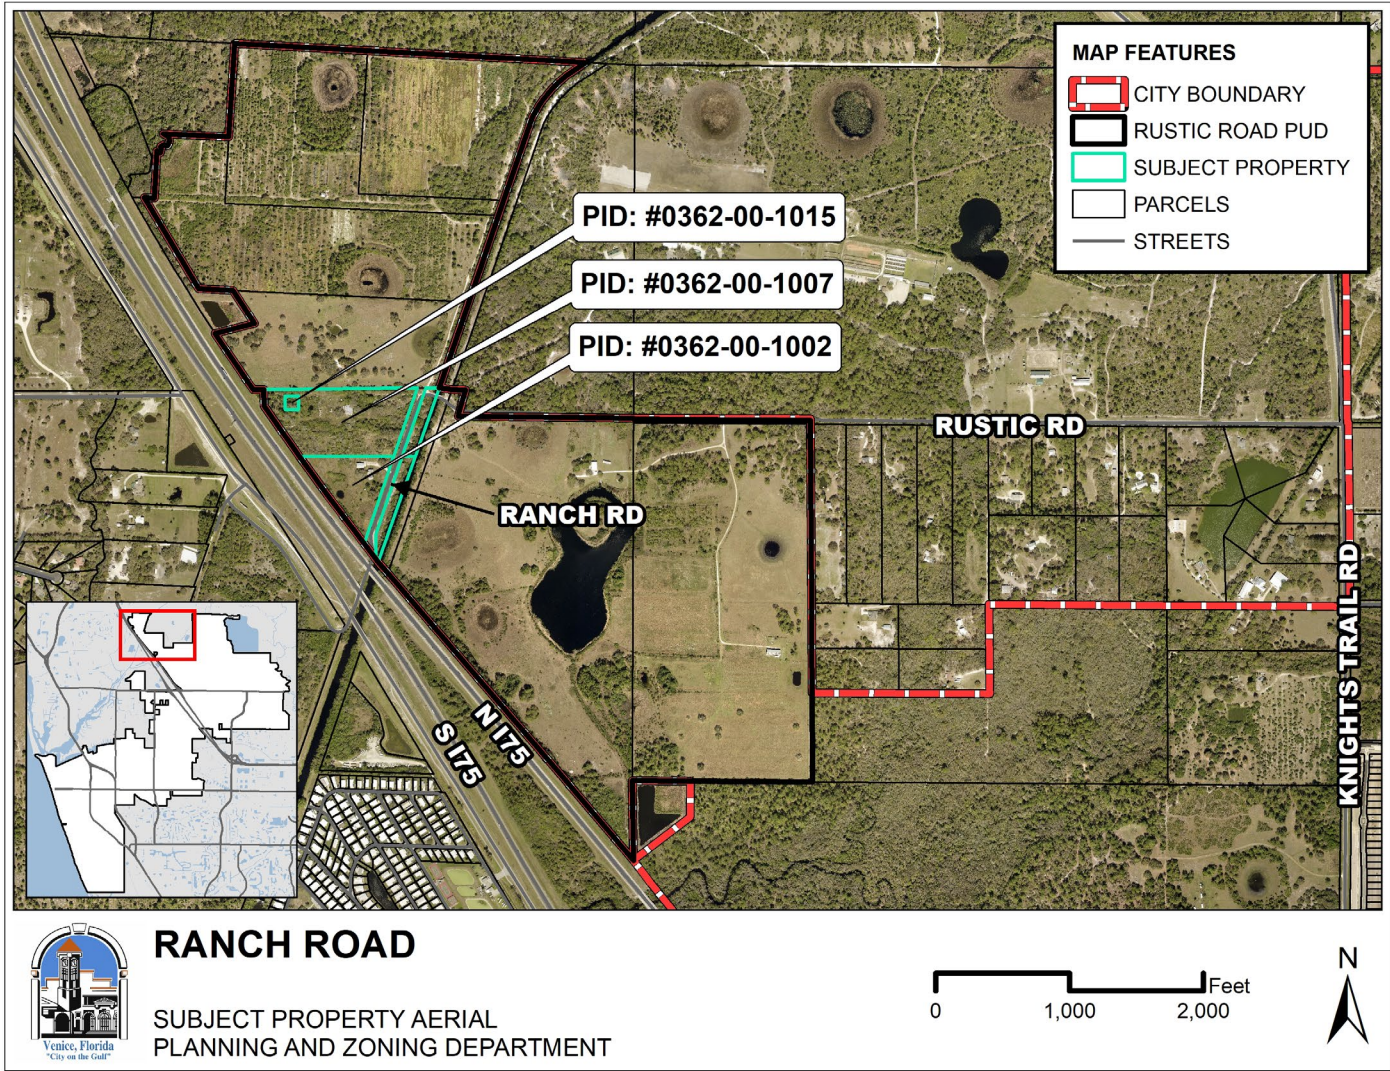 MAP FEATURES
CITY BOUNDARY
RUSTIC ROAD PUD
SUBJECT PROPERTY
PARCELS
STREETS
PID: #0362-00-1015
PID: #0362-00-1007
PID: #0362-00-1002
RUSTIC RD
RANCH RD
KNIGHTS TRAIL RD
N I75
S I75
RANCH ROAD
SUBJECT PROPERTY AERIAL
PLANNING AND ZONING DEPARTMENT
Venice, Florida
"City on the Gulf"
0 1,000 2,000
Feet
N